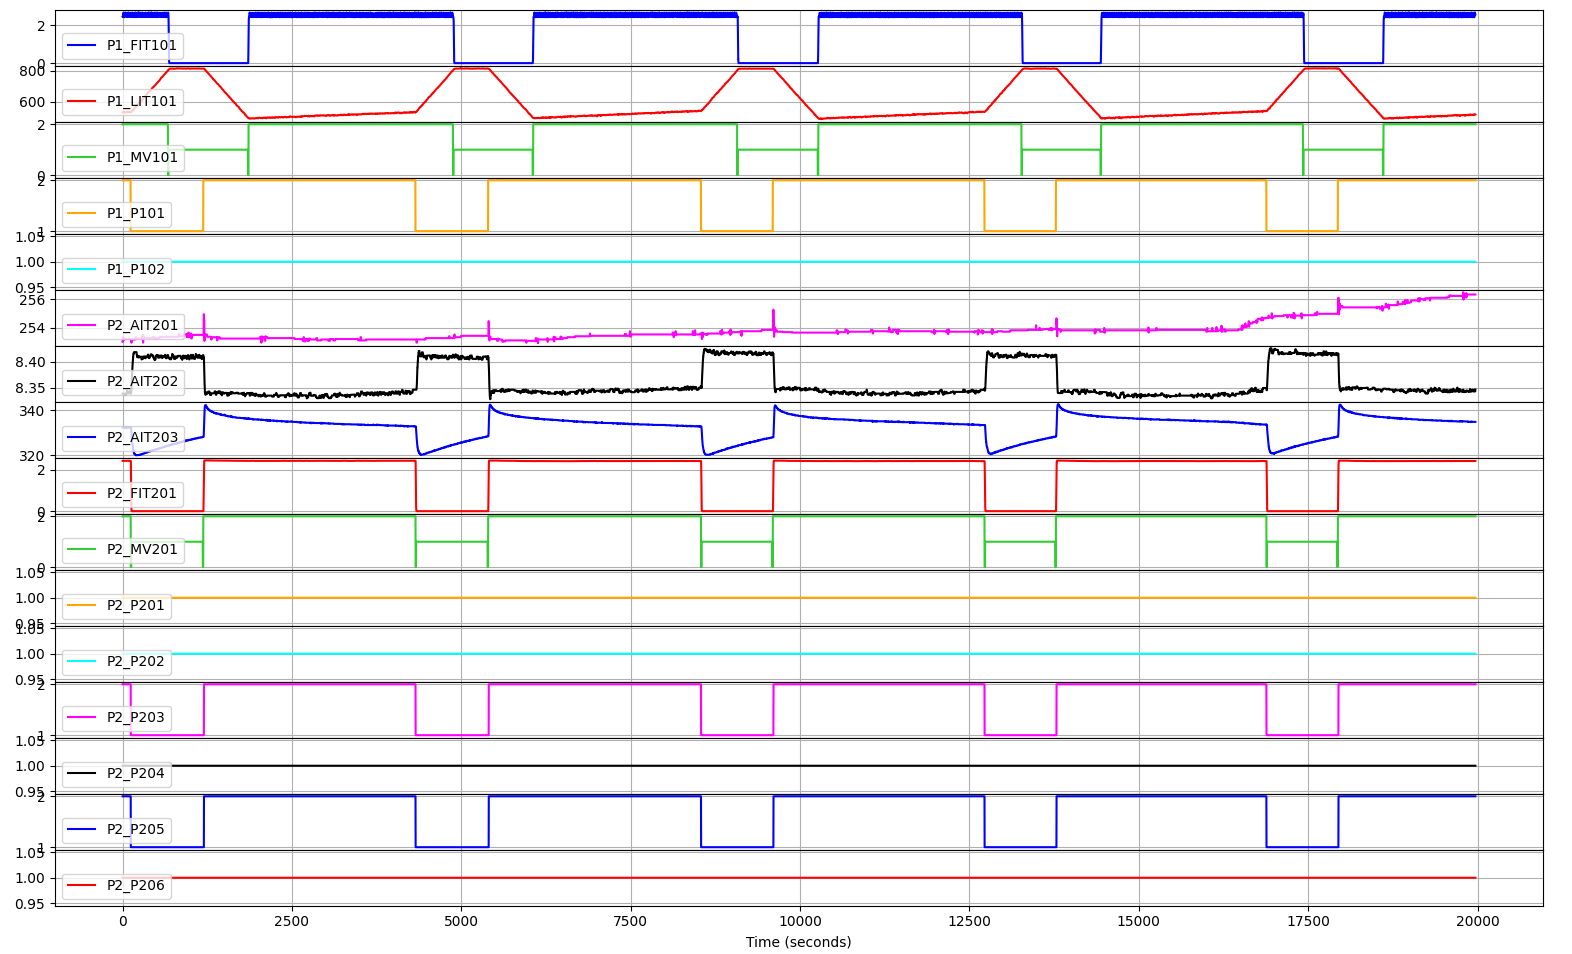 2
P1_FIT101
0
800
P1_LIT101
600
2
P1_MV101
0
2
P1_P101
1
1.05
1.00
P1_P102
0.95
256
254
P2_AIT201
8.40
P2_AIT202
8.35
340
P2_AIT203
320
2
P2_FIT201
0
2
P2_MV201
0
1.05
1.00
P2_P201
0.95
1.05
1.00
P2_P202
0.95
2
P2_P203
1
1.05
1.00
P2_P204
0.95
2
P2_P205
1
1.05
1.00
P2_P206
0.95
0 2500 5000 7500 10000 12500 15000 17500 20000
Time (seconds)